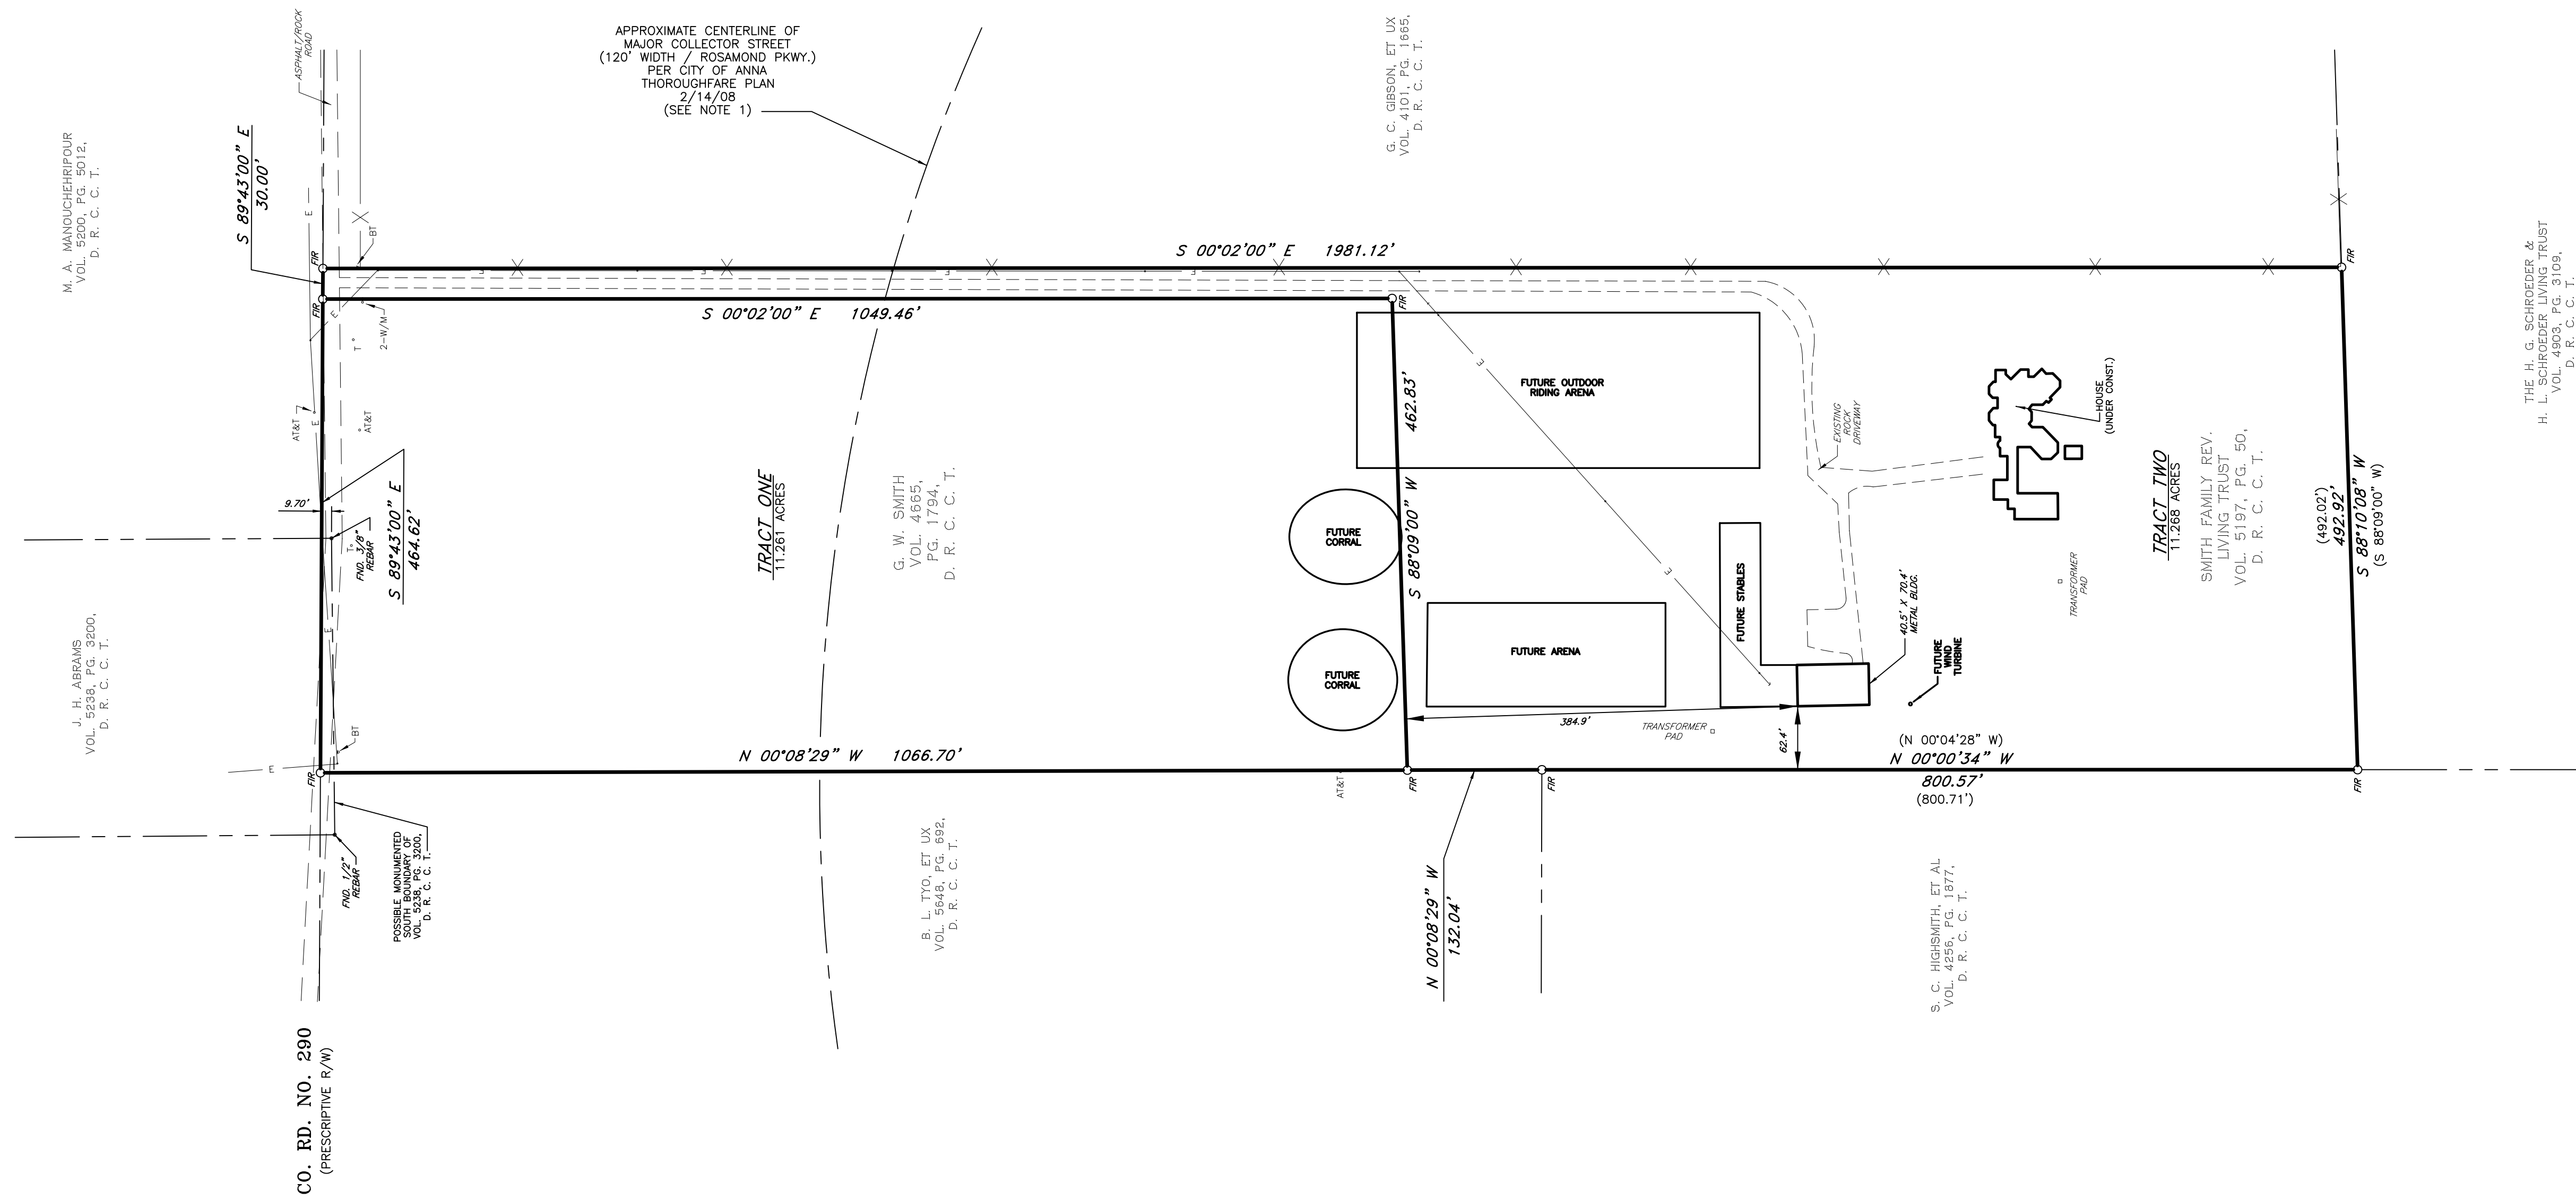 APPROXIMATE CENTERLINE OF
MAJOR COLLECTOR STREET
(120' WIDTH / ROSAMOND PKWY.)
PER CITY OF ANNA
THOROUGHFARE PLAN
2/14/08
(SEE NOTE 1)
ASPHALT/ROCK
ROAD
M. A. MANOUCHEHRIPOUR
VOL. 5200, PG. 5012,
D. R. C. C. T.
S 89°43'00" E
30.00'
G. C. GIBSON, ET UX
VOL. 4101, PG. 1665,
D. R. C. C. T.
THE H. G. SCHROEDER &
H. L. SCHROEDER LIVING TRUST
VOL. 4903, PG. 3109,
D. R. C. C. T.
E
BT
FIR
S 00°02'00" E 1981.12'
FIR
E
E
E
E
FIR
S 00°02'00" E 1049.46'
FIR
E
T
2-W/M
AT&T
E
AT&T
9.70'
FND. 3/8"
REBAR
T
S 89°43'00" E
464.62'
TRACT ONE
11.261 ACRES
G. W. SMITH
VOL. 4665,
PG. 1794,
D. R. C. C. T.
462.83'
S 88°09'00" W
FUTURE OUTDOOR
RIDING ARENA
E
E
FUTURE
CORRAL
FUTURE
CORRAL
FUTURE ARENA
FUTURE STABLES
EXISTING
ROCK
DRIVEWAY
HOUSE
(UNDER CONST.)
TRACT TWO
11.268 ACRES
SMITH FAMILY REV.
LIVING TRUST
VOL. 5197, PG. 50,
D. R. C. C. T.
(492.02')
492.92'
S 88°10'08" W
(S 88°09'00" W)
TRANSFORMER
PAD
40.5' X 70.4'
METAL BLDG.
FUTURE
WIND
TURBINE
384.9'
TRANSFORMER
PAD
62.4'
J. H. ABRAMS
VOL. 5238, PG. 3200,
D. R. C. C. T.
E
BT
E
FIR
N 00°08'29" W 1066.70'
AT&T
FIR
FIR
(N 00°04'28" W)
N 00°00'34" W
800.57'
(800.71')
FIR
FND. 1/2"
REBAR
POSSIBLE MONUMENTED
SOUTH BOUNDARY OF
VOL. 5238, PG. 3200,
D. R. C. C. T.
B. L. TYO, ET UX
VOL. 5648, PG. 692,
D. R. C. C. T.
N 00°08'29" W
132.04'
S. C. HIGHSMITH, ET AL
VOL. 4256, PG. 1877,
D. R. C. C. T.
CO. RD. NO. 290
(PRESCRIPTIVE R/W)